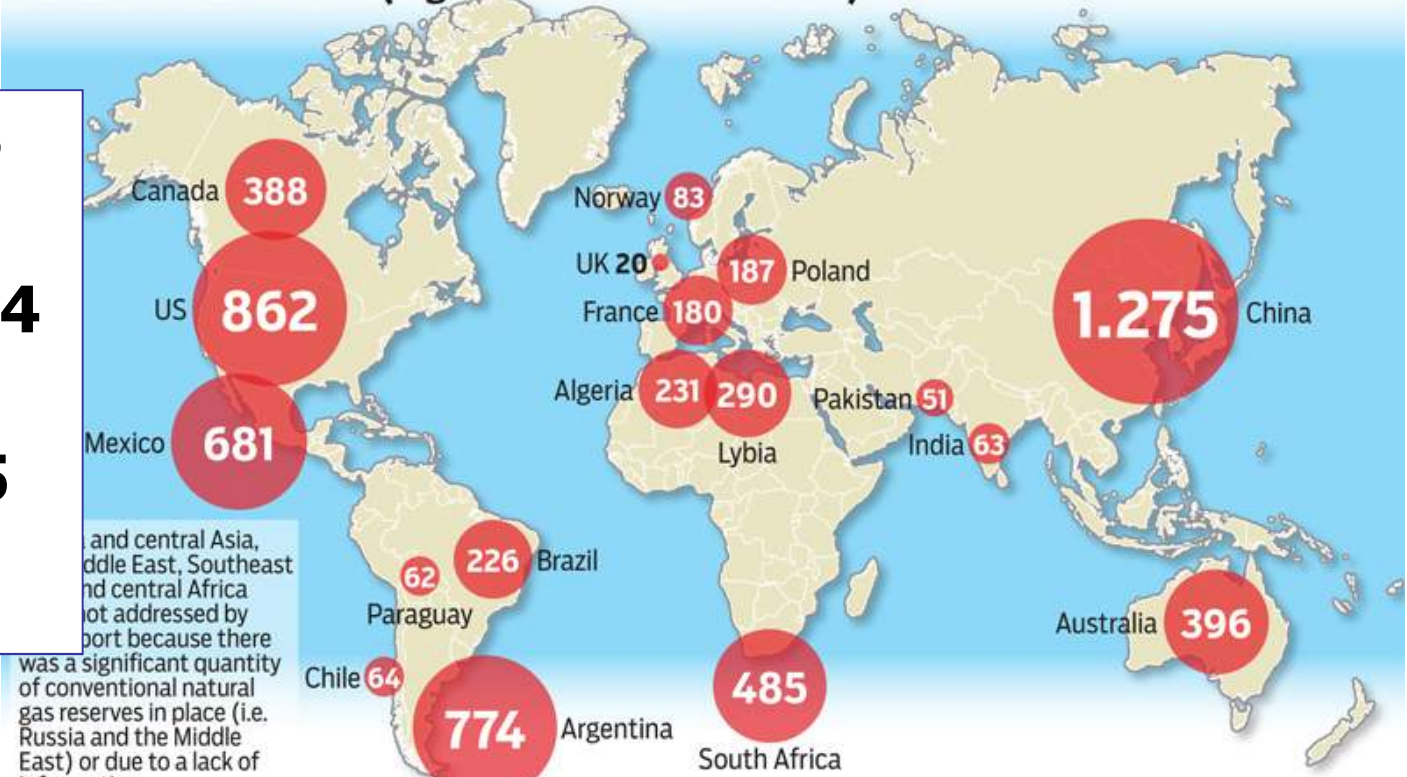 Canada 388
US 862
Mexico 681
Norway 83
UK 20
187 Poland
France 180
Algeria 231
290
Lybia
Pakistan 51
India 63
1.275 China
226 Brazil
62
Paraguay
Chile 64
774 Argentina
485
South Africa
Australia 396
4
5
and central Asia,
ddle East, Southeast
nd central Africa
not addressed by
port because there
was a significant quantity
of conventional natural
gas reserves in place (i.e.
Russia and the Middle
East) or due to a lack of